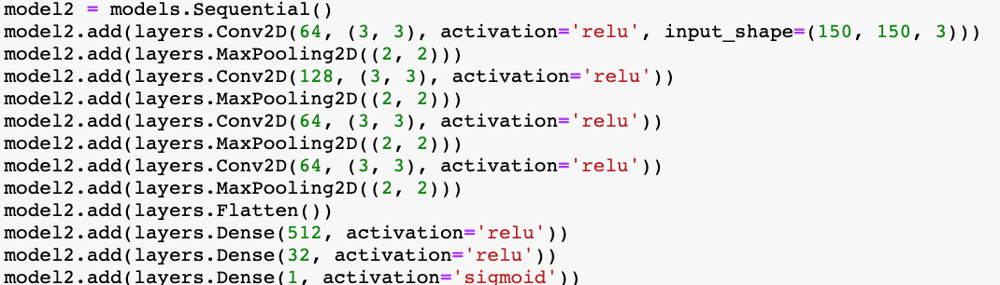 model2 = models.Sequential()
model2.add(layers.Conv2D(64, (3, 3), activation='relu', input_shape=(150, 150, 3)))
model2.add(layers.MaxPooling2D((2, 2)))
model2.add(layers.Conv2D(128, (3, 3), activation='relu'))
model2.add(layers.MaxPooling2D((2, 2)))
model2.add(layers.Conv2D(64, (3, 3), activation='relu'))
model2.add(layers.MaxPooling2D((2, 2)))
model2.add(layers.Conv2D(64, (3, 3), activation='relu'))
model2.add(layers.MaxPooling2D((2, 2)))
model2.add(layers.Flatten())
model2.add(layers.Dense(512, activation='relu'))
model2.add(layers.Dense(32, activation='relu'))
model2.add(layers.Dense(1, activation='sigmoid'))